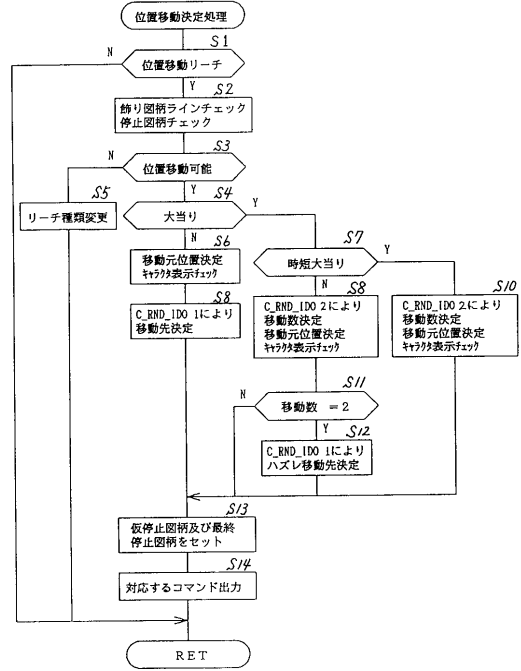 位置移動決定処理
S1
N
位置移動リーチ
Y
S2
飾り図柄ラインチェック
停止図柄チェック
S3
N
位置移動可能
Y
S4
S5
リーチ種類変更
大当り
Y
N
S6
移動元位置決定
ｷｬﾗｸﾀ表示ﾁｪｯｸ
S7
時短大当り
Y
N
S8
C_RND_IDO 1により
移動先決定
S8
C_RND_IDO 2により
移動数決定
移動元位置決定
ｷｬﾗｸﾀ表示ﾁｪｯｸ
S10
C_RND_IDO 2により
移動数決定
移動元位置決定
ｷｬﾗｸﾀ表示ﾁｪｯｸ
S11
N
移動数 ＝2
Y
S12
C_RND_IDO 1により
ハズレ移動先決定
S13
仮停止図柄及び最終
停止図柄をセット
S14
対応するコマンド出力
RET